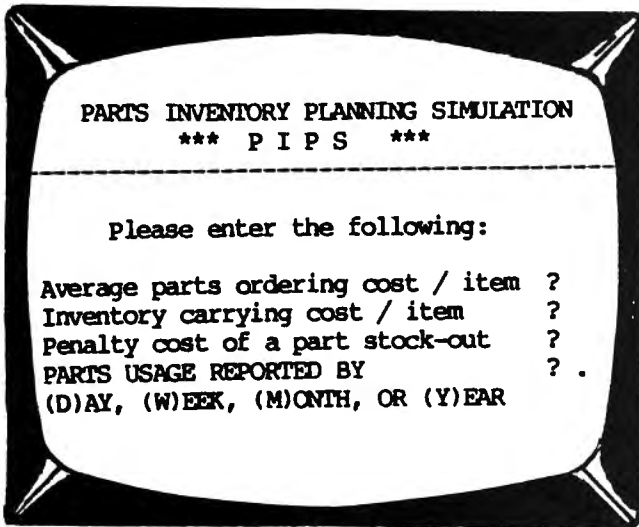 PARTS INVENTORY PLANNING SIMULATION
*** P I P S ***
Please enter the following:
Average parts ordering cost / item ?
Inventory carrying cost / item ?
Penalty cost of a part stock-out ?
PARTS USAGE REPORTED BY ? .
(D)AY, (W)EEK, (M)ONTH, OR (Y)EAR